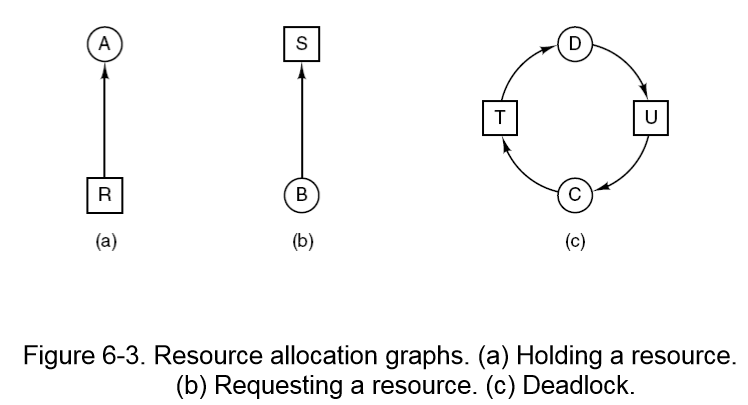 A
S
D
T
U
R
B
C
(a)
(b)
(c)
Figure 6-3. Resource allocation graphs. (a) Holding a resource.
(b) Requesting a resource. (c) Deadlock.